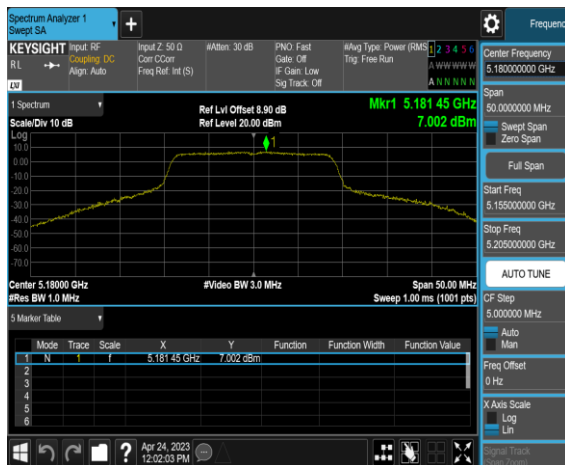 Spectrum Analyzer 1
Swept SA
+
Frequenc
KEYSIGHT
RL
LXI
Input: RF
Coupling: DC
Align: Auto
Input Z: 50 Ω
Corr CCorr
Freq Ref: Int (S)
#Atten: 30 dB
PNO: Fast
Gate: Off
IF Gain: Low
Sig Track: Off
#Avg Type: Power (RMS
Trig: Free Run
1 2 3 4 5 6
A W W W W W
A N N N N N
1 Spectrum
Scale/Div 10 dB
Ref Lvl Offset 8.90 dB
Ref Level 20.00 dBm
Mkr1 5.181 45 GHz
7.002 dBm
Log
10.0
0.00
-10.0
-20.0
-30.0
-40.0
-50.0
-60.0
-70.0
1
Center 5.18000 GHz
#Res BW 1.0 MHz
#Video BW 3.0 MHz
Span 50.00 MHz
Sweep 1.00 ms (1001 pts)
5 Marker Table
Mode Trace Scale X Y Function Function Width Function Value
1 N 1 f 5.181 45 GHz 7.002 dBm
2
3
4
5
6
?
Apr 24, 2023
12:02:03 PM
Center Frequency
5.180000000 GHz
Span
50.0000000 MHz
Swept Span
Zero Span
Full Span
Start Freq
5.155000000 GHz
Stop Freq
5.205000000 GHz
AUTO TUNE
CF Step
5.000000 MHz
Auto
Man
Freq Offset
0 Hz
X Axis Scale
Log
Lin
Signal Track
(Span Zoom)